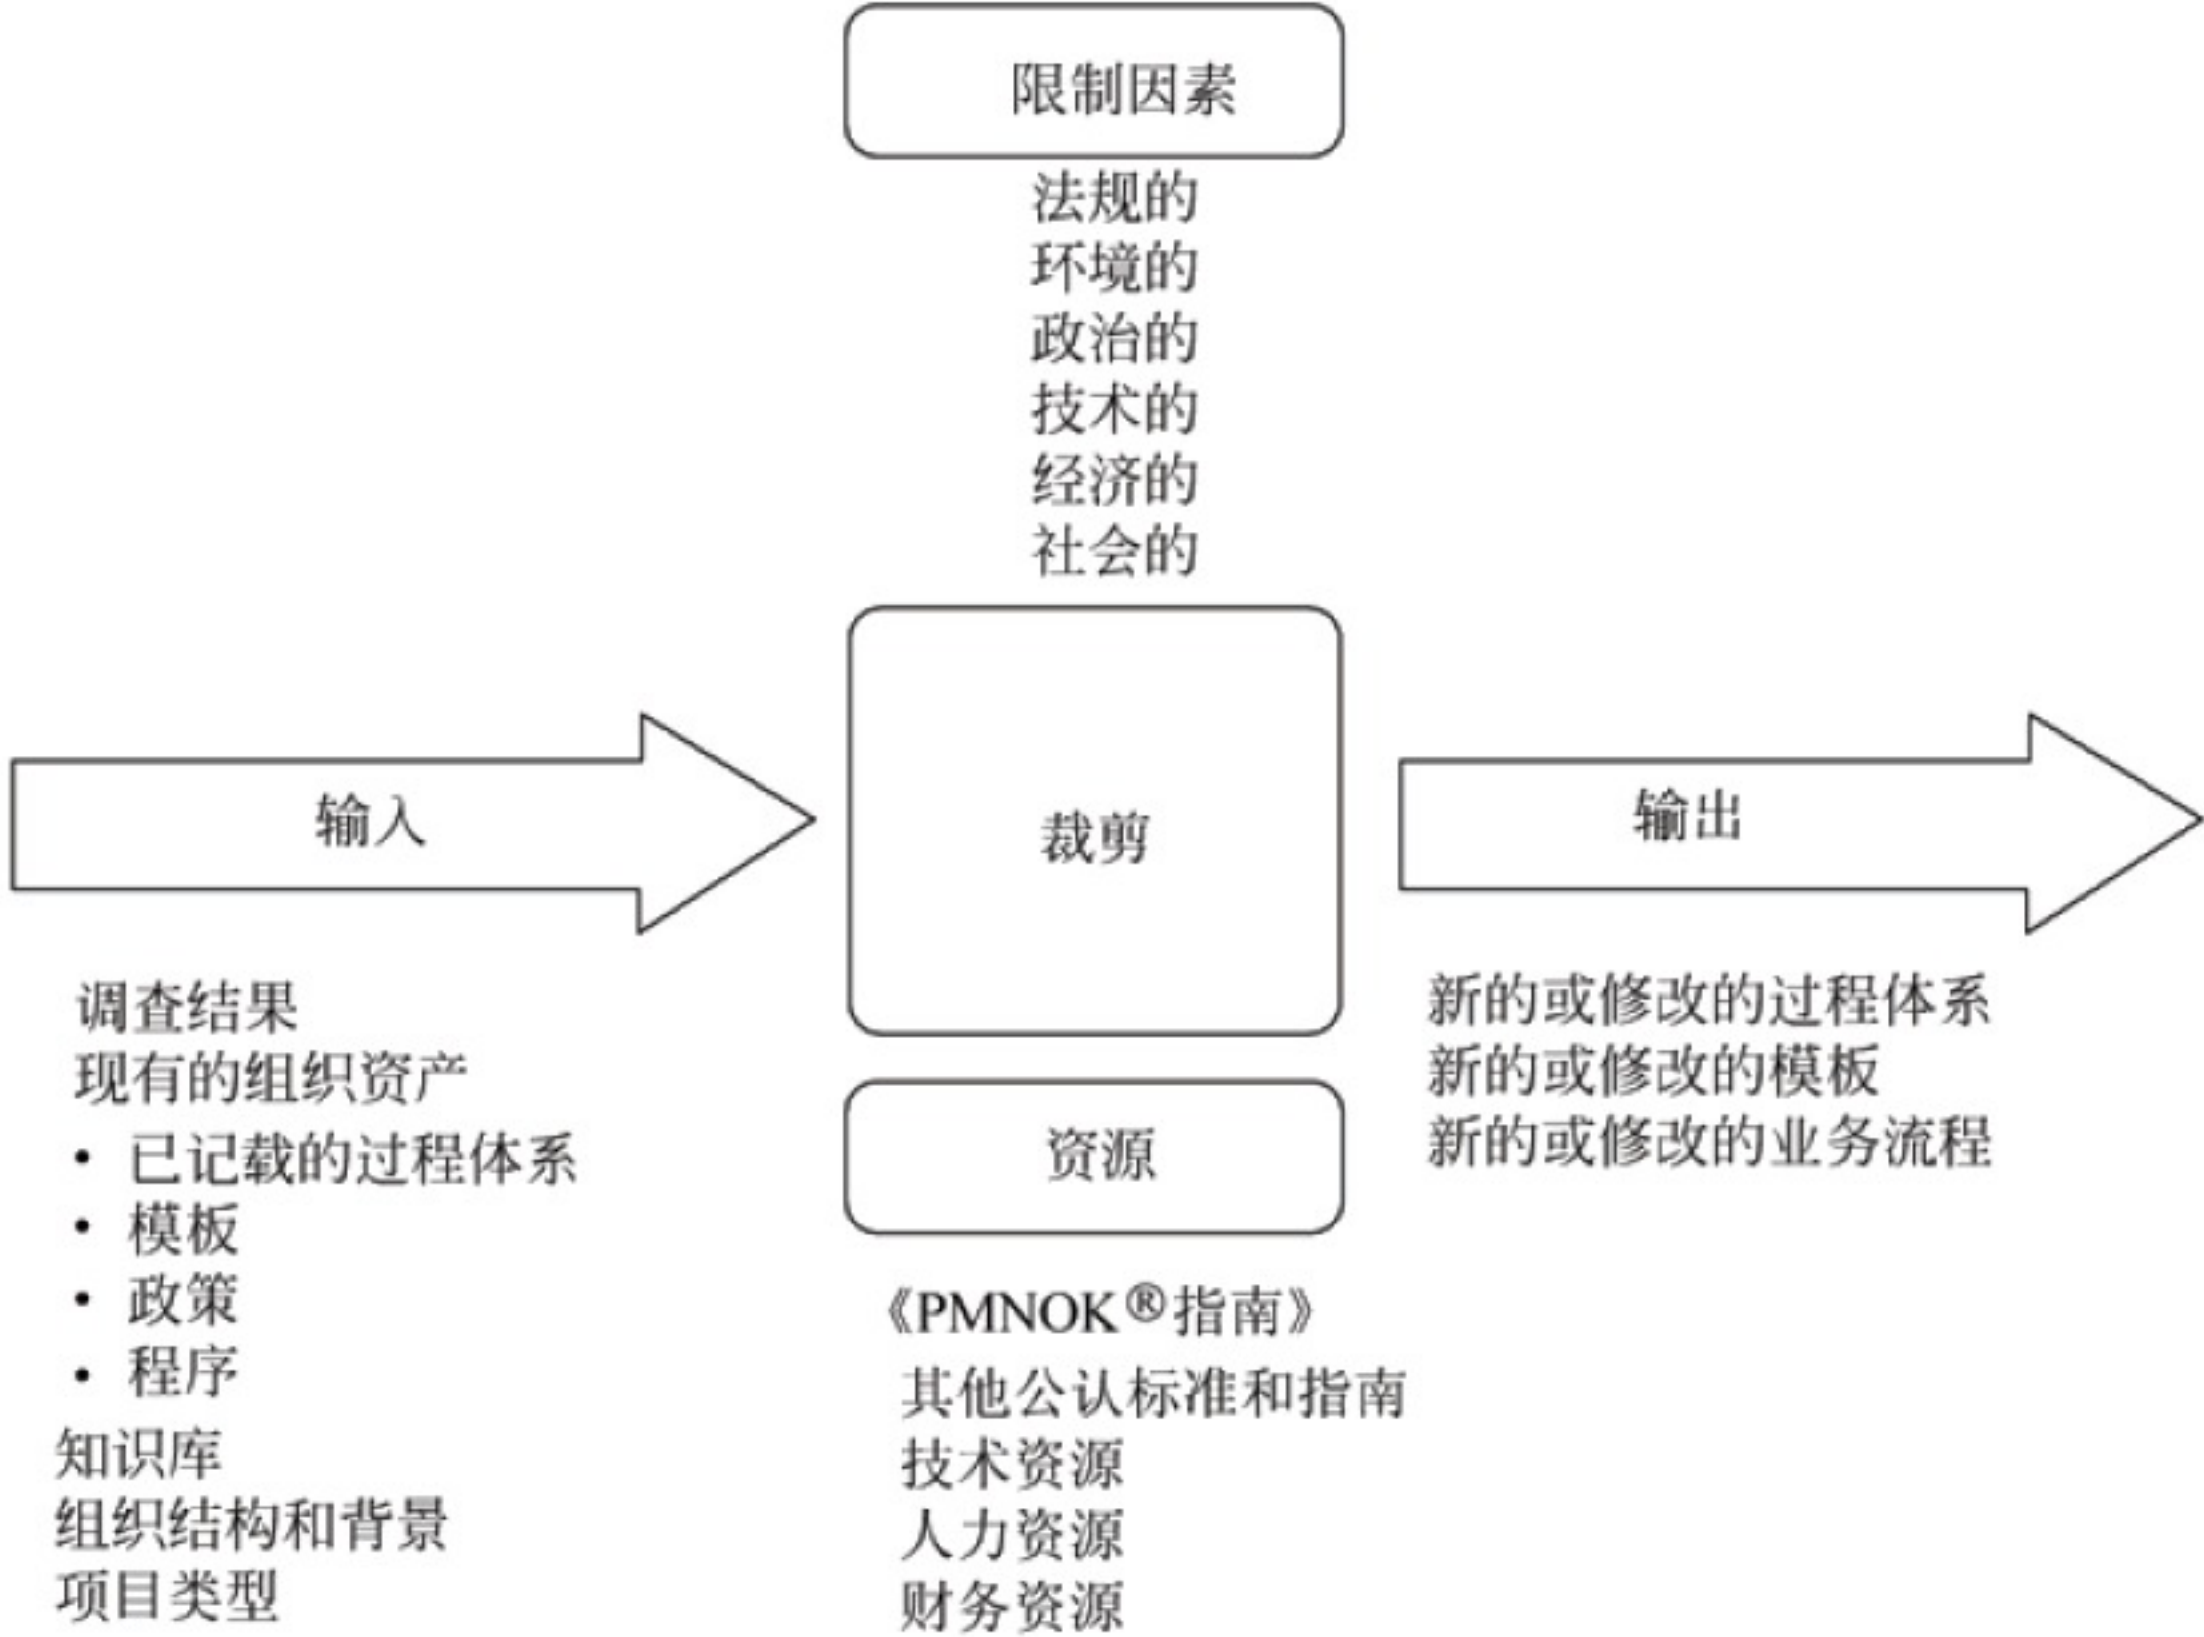 限制因素
法规的
环境的
政治的
技术的
经济的
社会的
输入
裁剪
输出
调查结果
现有的组织资产
• 已记载的过程体系
• 模板
• 政策
• 程序
知识库
组织结构和背景
项目类型
资源
《PMNOK®指南》
其他公认标准和指南
技术资源
人力资源
财务资源
新的或修改的过程体系
新的或修改的模板
新的或修改的业务流程